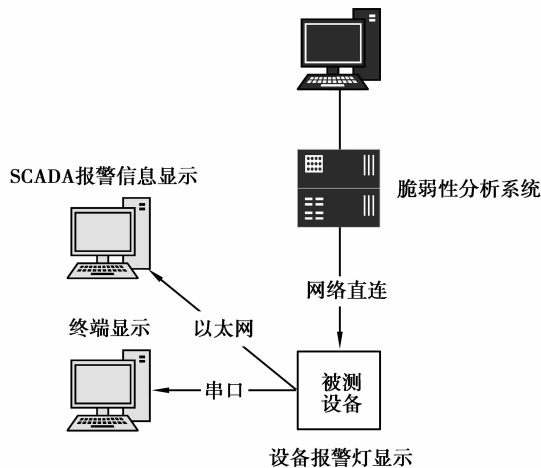 SCADA报警信息显示
脆弱性分析系统
网络直连
终端显示
以太网
串口
被测
设备
设备报警灯显示